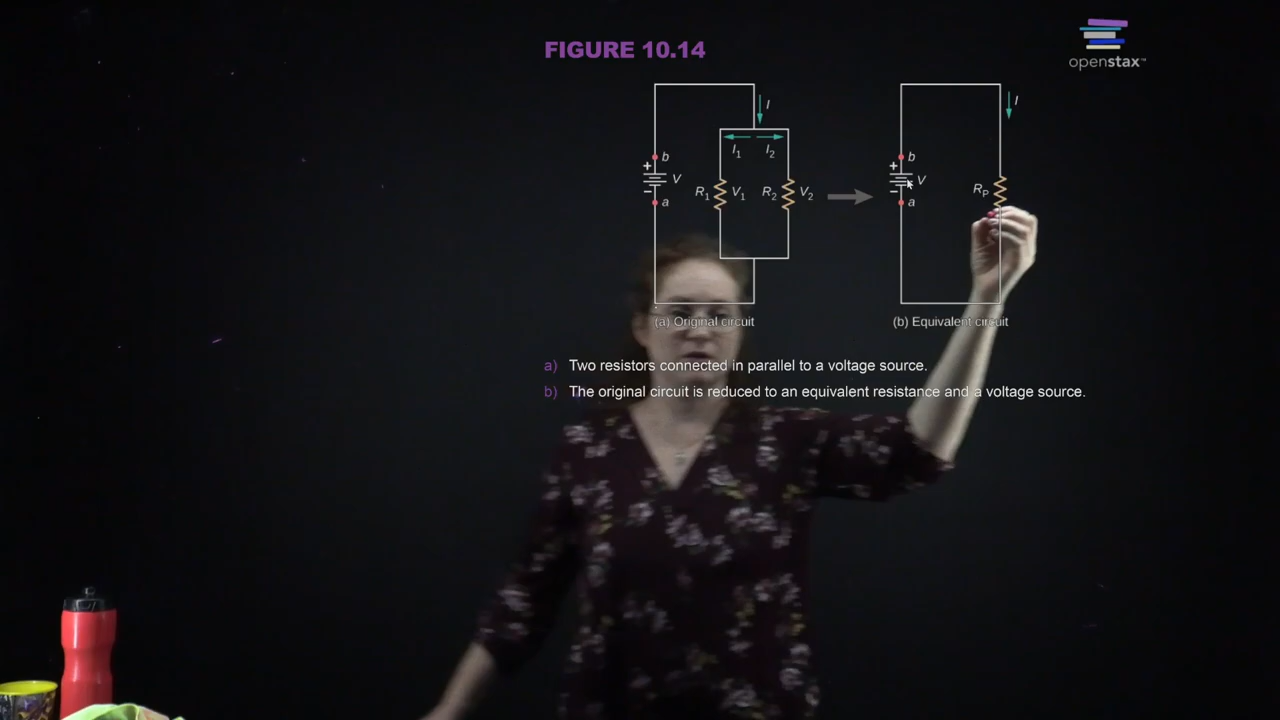 FIGURE 10.14
openstax™
I
I
I1 I2
b
b
+
+
V R1 V1 R2 V2
V RP
−
−
a
a
(a) Original circuit
(b) Equivalent circuit
a) Two resistors connected in parallel to a voltage source.
b) The original circuit is reduced to an equivalent resistance and a voltage source.